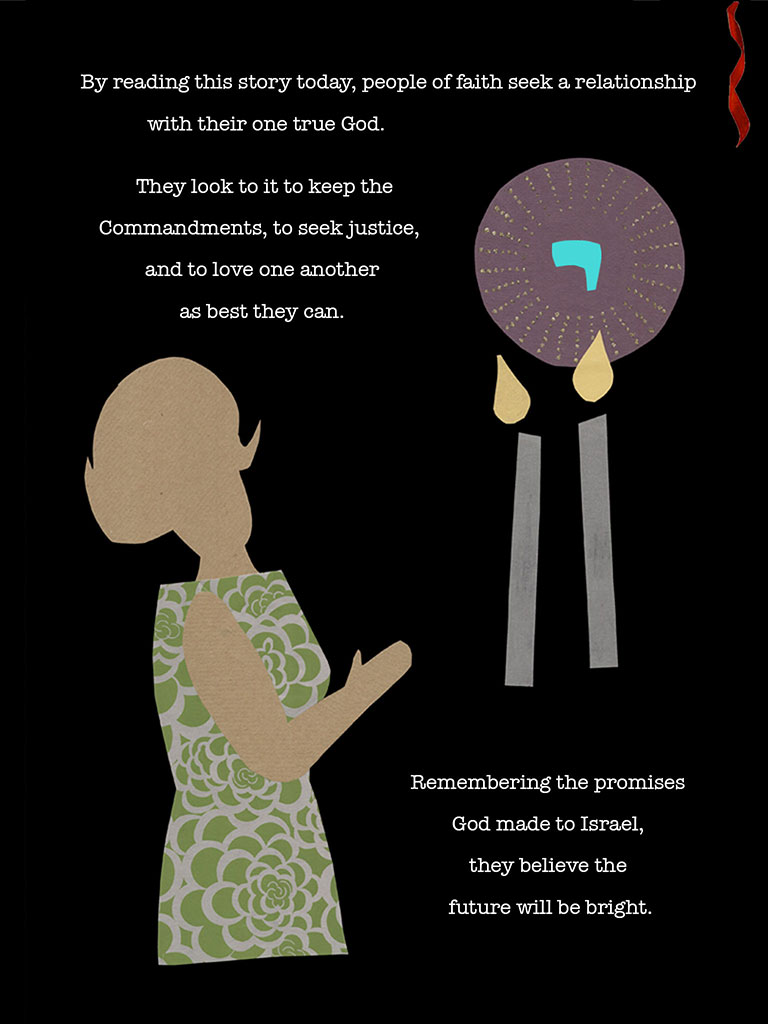 By reading this story today, people of faith seek a relationship
with their one true God.
They look to it to keep the
Commandments, to seek justice,
and to love one another
as best they can.
י
Remembering the promises
God made to Israel,
they believe the
future will be bright.